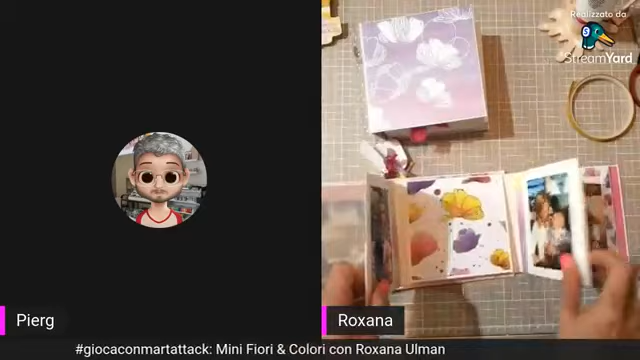 Realizzato da
StreamYard
Pierg
Roxana
#giocaconmartattack: Mini Fiori & Colori con Roxana Ulman